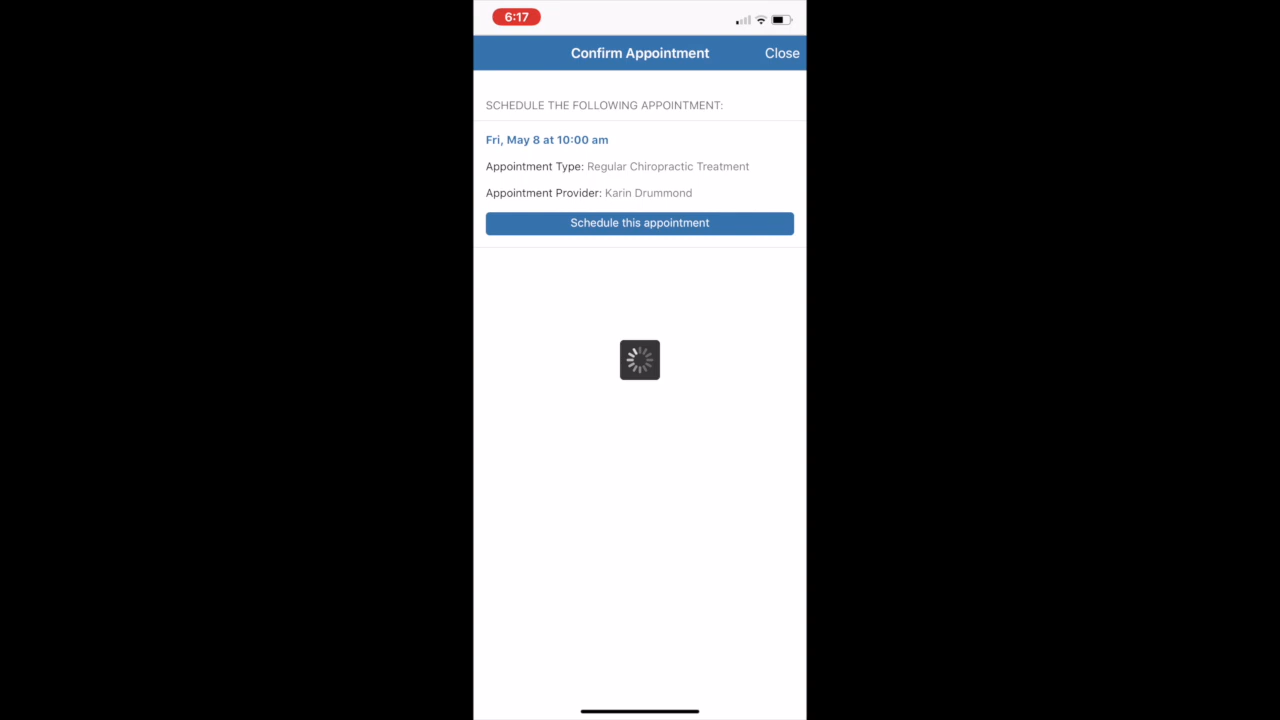 6:17
Confirm Appointment Close
SCHEDULE THE FOLLOWING APPOINTMENT:
Fri, May 8 at 10:00 am
Appointment Type: Regular Chiropractic Treatment
Appointment Provider: Karin Drummond
Schedule this appointment